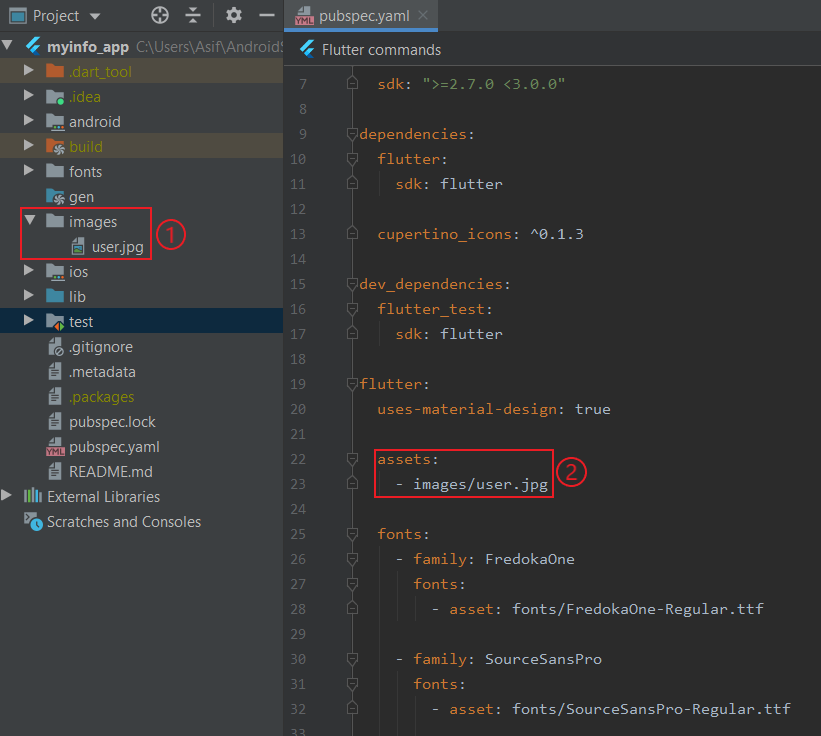 Project
pubspec.yaml
myinfo_app C:\Users\Asif\AndroidS
Flutter commands
.dart_tool
.idea
android
build
fonts
gen
images
user.jpg
1
ios
lib
test
.gitignore
.metadata
.packages
pubspec.lock
YML pubspec.yaml
README.md
External Libraries
Scratches and Consoles
7 sdk: ">=2.7.0 <3.0.0"
8
9 dependencies:
10 flutter:
11 sdk: flutter
12
13 cupertino_icons: ^0.1.3
14
15 dev_dependencies:
16 flutter_test:
17 sdk: flutter
18
19 flutter:
20 uses-material-design: true
21
22 assets:
23 - images/user.jpg
2
24
25 fonts:
26 - family: FredokaOne
27 fonts:
28 - asset: fonts/FredokaOne-Regular.ttf
29
30 - family: SourceSansPro
31 fonts:
32 - asset: fonts/SourceSansPro-Regular.ttf
33